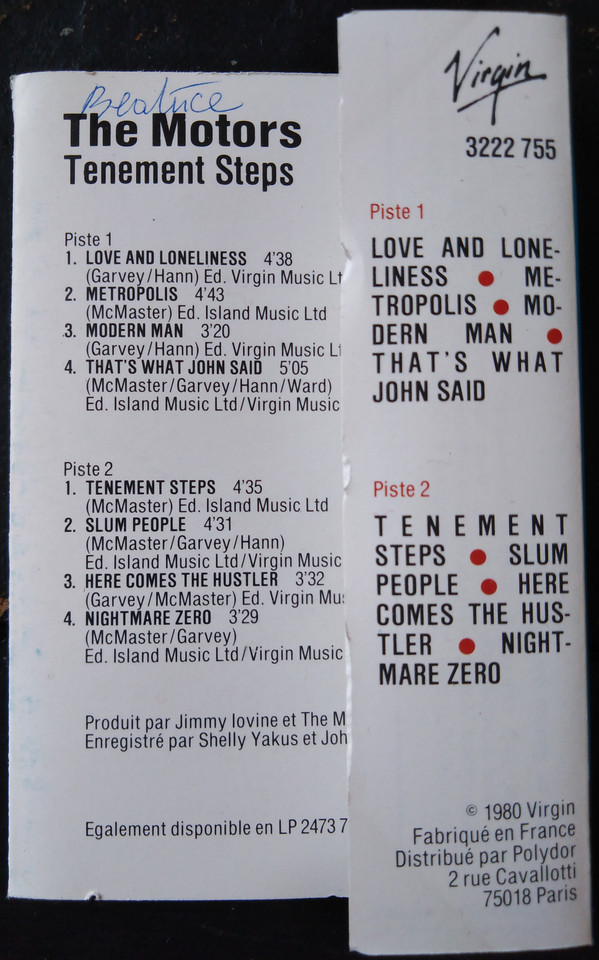 Beatrice
The Motors
Tenement Steps
Piste 1
1. LOVE AND LONELINESS 4'38
(Garvey/Hann) Ed. Virgin Music Lt
2. METROPOLIS 4'43
(McMaster) Ed. Island Music Ltd
3. MODERN MAN 3'20
(Garvey/Hann) Ed. Virgin Music L
4. THAT'S WHAT JOHN SAID 5'05
(McMaster/Garvey/Hann/Ward)
Ed. Island Music Ltd/Virgin Music
Piste 2
1. TENEMENT STEPS 4'35
(McMaster) Ed. Island Music Ltd
2. SLUM PEOPLE 4'31
(McMaster/Garvey/Hann)
Ed. Island Music Ltd/Virgin Music
3. HERE COMES THE HUSTLER 3'32
(Garvey/McMaster) Ed. Virgin Mu
4. NIGHTMARE ZERO 3'29
(McMaster/Garvey)
Ed. Island Music Ltd/Virgin Music
Produit par Jimmy Iovine et The M
Enregistré par Shelly Yakus et Joh
Egalement disponible en LP 2473 7
Virgin
3222 755
Piste 1
LOVE AND LONE-
LINESS ● ME-
TROPOLIS ● MO-
DERN MAN ●
THAT'S WHAT
JOHN SAID
Piste 2
TENEMENT
STEPS ● SLUM
PEOPLE ● HERE
COMES THE HUS-
TLER ● NIGHT-
MARE ZERO
© 1980 Virgin
Fabriqué en France
Distribué par Polydor
2 rue Cavallotti
75018 Paris